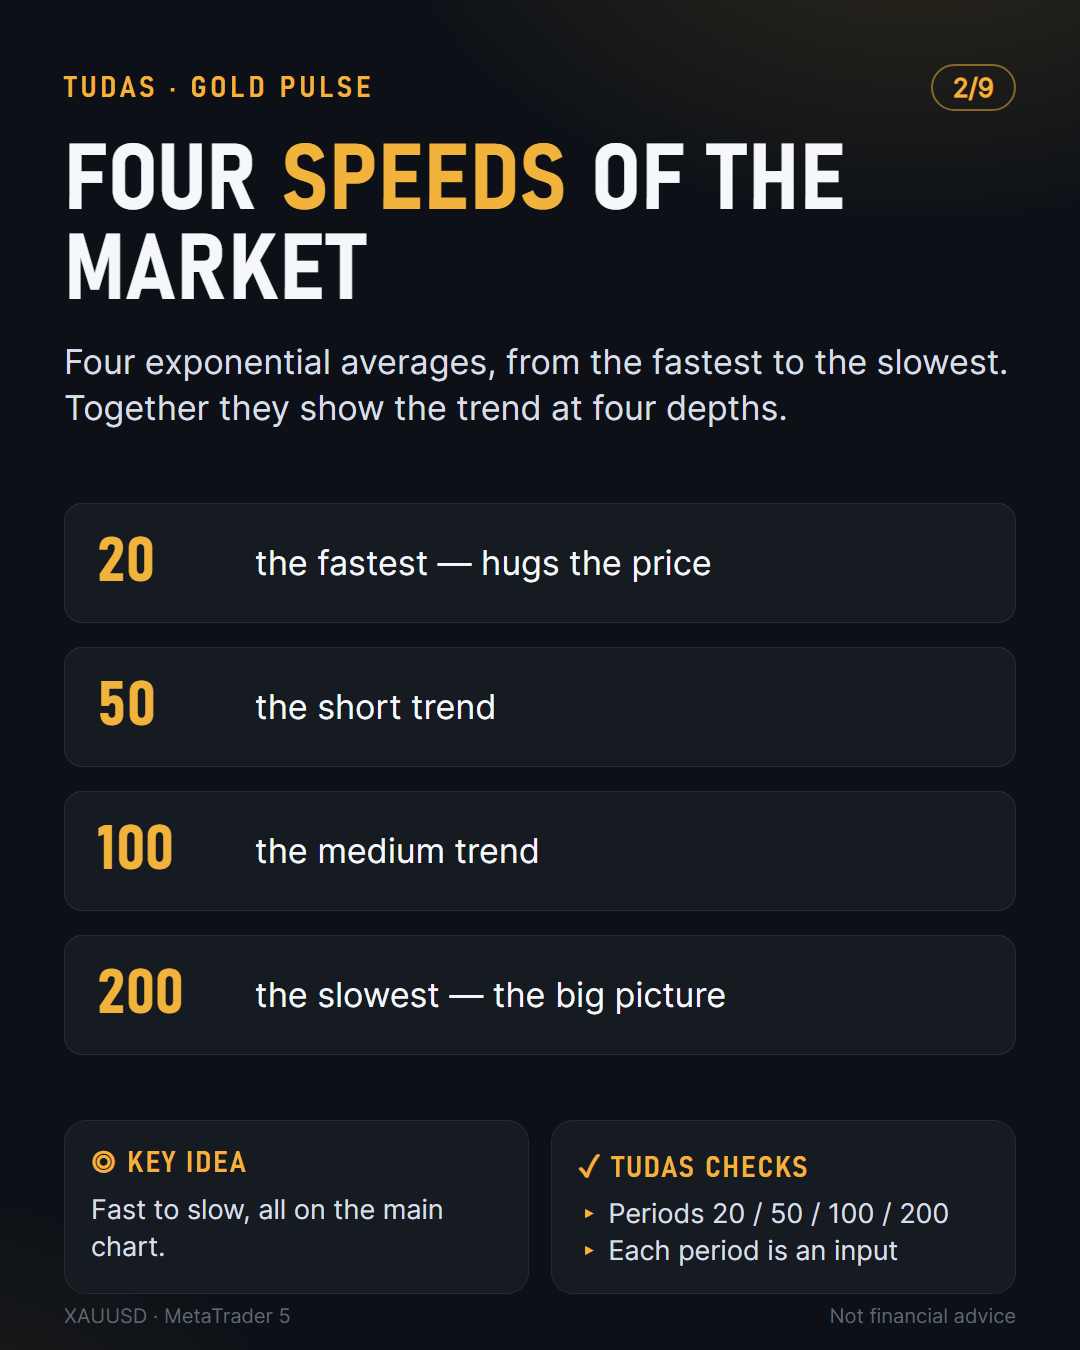 TUDAS · GOLD PULSE
2/9
FOUR SPEEDS OF THE
MARKET
Four exponential averages, from the fastest to the slowest.
Together they show the trend at four depths.
20
the fastest — hugs the price
50
the short trend
100
the medium trend
200
the slowest — the big picture
◎ KEY IDEA
Fast to slow, all on the main
chart.
✓ TUDAS CHECKS
▸ Periods 20 / 50 / 100 / 200
▸ Each period is an input
XAUUSD · MetaTrader 5
Not financial advice